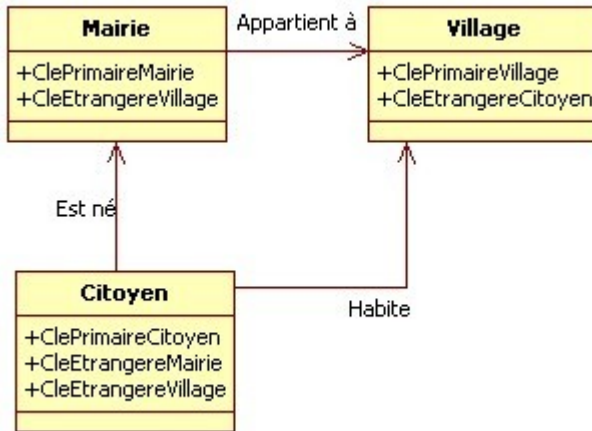 Mairie
+ClePrimaireMairie
+CleEtrangereVillage
Appartient à
Village
+ClePrimaireVillage
+CleEtrangereCitoyen
Est né
Citoyen
+ClePrimaireCitoyen
+CleEtrangereMairie
+CleEtrangereVillage
Habite